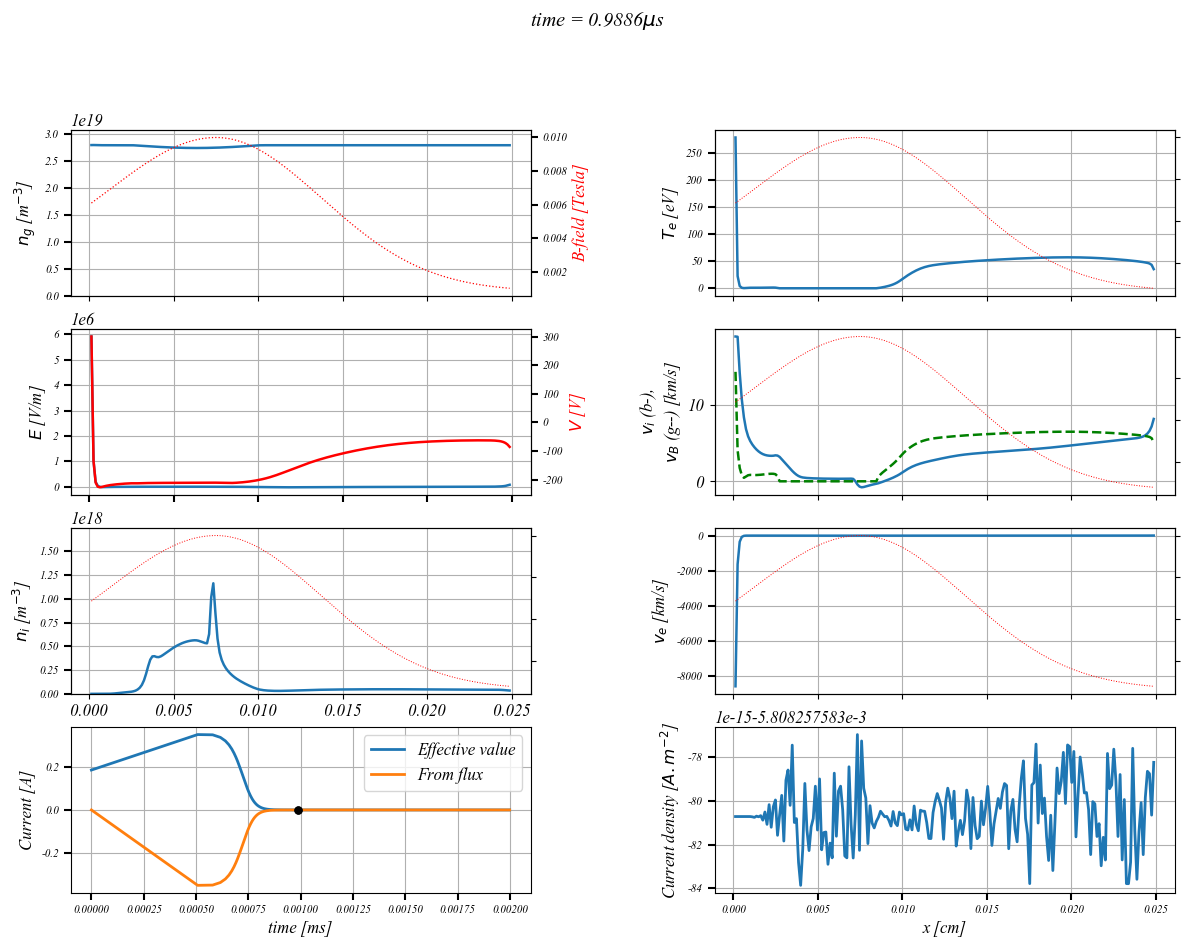 time = 0.9886μs
1e19
3.0
2.5
2.0
1.5
1.0
0.5
0.0
n_g [m^{-3}]
0.010
0.008
0.006
0.004
0.002
B-field [Tesla]
250
200
150
100
50
0
T_e [eV]
1e6
6
5
4
3
2
1
0
E [V/m]
300
200
100
0
-100
-200
V [V]
10
0
v_i (b-),
v_B (g--) [km/s]
1e18
1.50
1.25
1.00
0.75
0.50
0.25
0.00
n_i [m^{-3}]
0.000 0.005 0.010 0.015 0.020 0.025
0
-2000
-4000
-6000
-8000
v_e [km/s]
0.2
0.0
-0.2
Current [A]
Effective value
From flux
0.00000 0.00025 0.00050 0.00075 0.00100 0.00125 0.00150 0.00175 0.00200
time [ms]
1e-15-5.808257583e-3
-78
-80
-82
-84
Current density [A.m^{-2}]
0.000 0.005 0.010 0.015 0.020 0.025
x [cm]